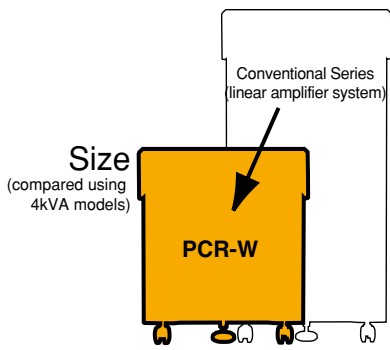 Conventional Series
(linear amplifier system)
Size
(compared using
4kVA models)
PCR-W